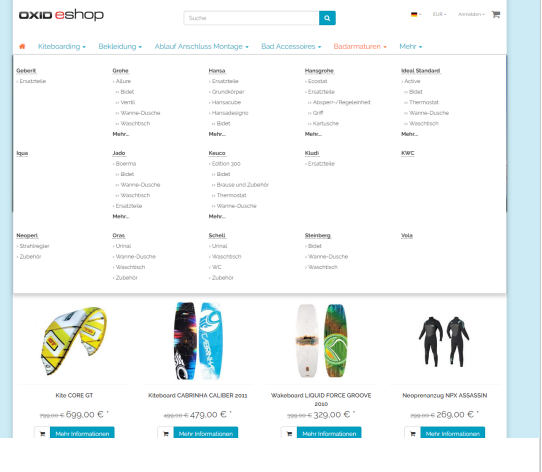 OXID eshop
Suche
EUR
Anmelden
Kiteboarding Bekleidung Ablauf Anschluss Montage Bad Accessoires Badarmaturen Mehr
Geberit Grohe Hansa Hansgrohe Ideal Standard
› Ersatzteile › Allure › Ersatzteile › Ecostat › Active
›› Bidet › Grundkörper › Ersatzteile ›› Bidet
›› Ventil › Hansacube ›› Absperr-/Regeleinheit ›› Thermostat
›› Wanne-Dusche › Hansadesigno ›› Griff ›› Wanne-Dusche
›› Waschtisch ›› Bidet ›› Kartusche ›› Waschtisch
Mehr... Mehr... Mehr... Mehr...
Iqua Jado Keuco Kludi KWC
› Boerma › Edition 300 › Ersatzteile
›› Bidet ›› Bidet
›› Wanne-Dusche ›› Brause und Zubehör
›› Waschtisch ›› Thermostat
› Ersatzteile ›› Wanne-Dusche
Mehr... Mehr...
Neoperl Oras Schell Steinberg Vola
› Strahlregler › Urinal › Urinal › Bidet
› Zubehör › Wanne-Dusche › Waschtisch › Wanne-Dusche
› Waschtisch › WC › Waschtisch
› Zubehör › Zubehör
Kite CORE GT Kiteboard CABRINHA CALIBER 2011 Wakeboard LIQUID FORCE GROOVE 2010 Neoprenanzug NPX ASSASSIN
799,00 € 699,00 € * 499,00 € 479,00 € * 399,00 € 329,00 € * 299,00 € 269,00 € *
Mehr Informationen Mehr Informationen Mehr Informationen Mehr Informationen